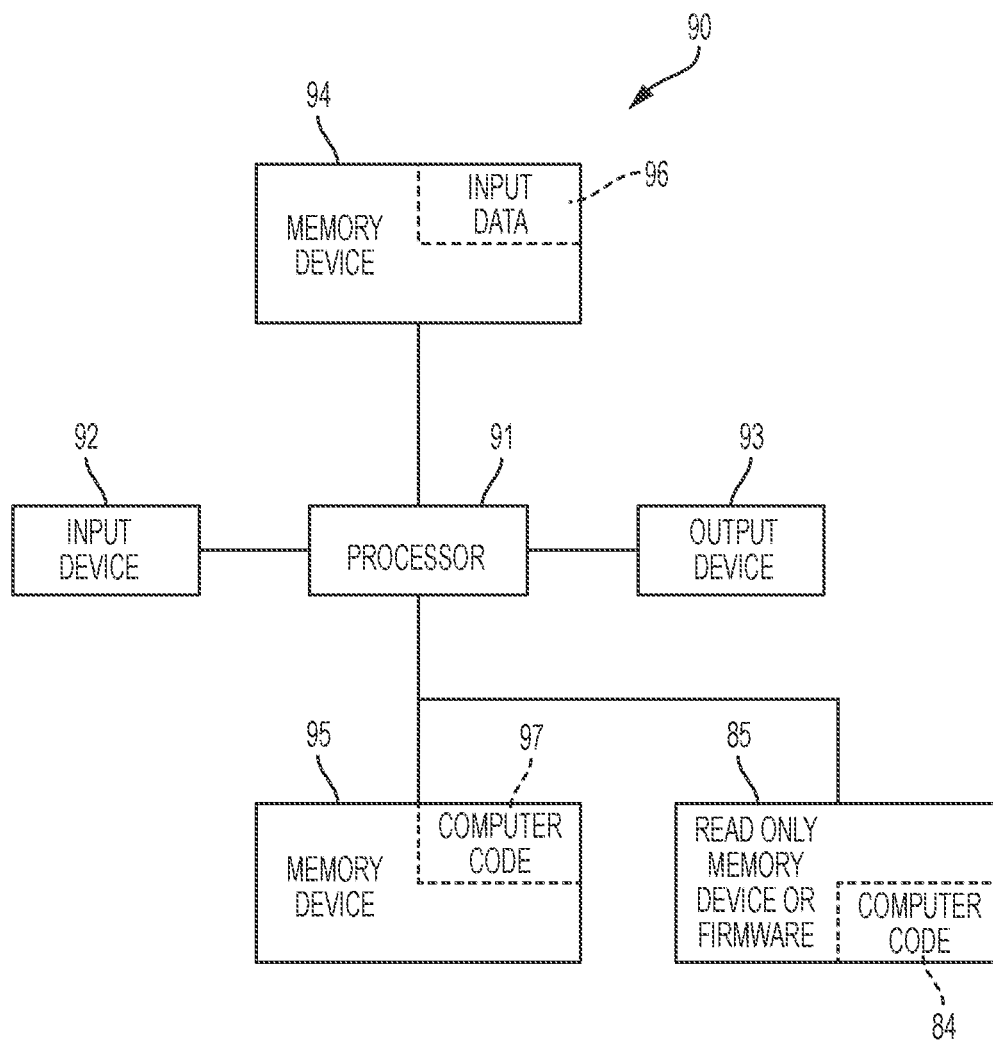 90
94
INPUT
DATA
96
MEMORY
DEVICE
92
91
93
INPUT
DEVICE
PROCESSOR
OUTPUT
DEVICE
95
97
85
COMPUTER
CODE
MEMORY
DEVICE
READ ONLY
MEMORY
DEVICE OR
FIRMWARE
COMPUTER
CODE
84